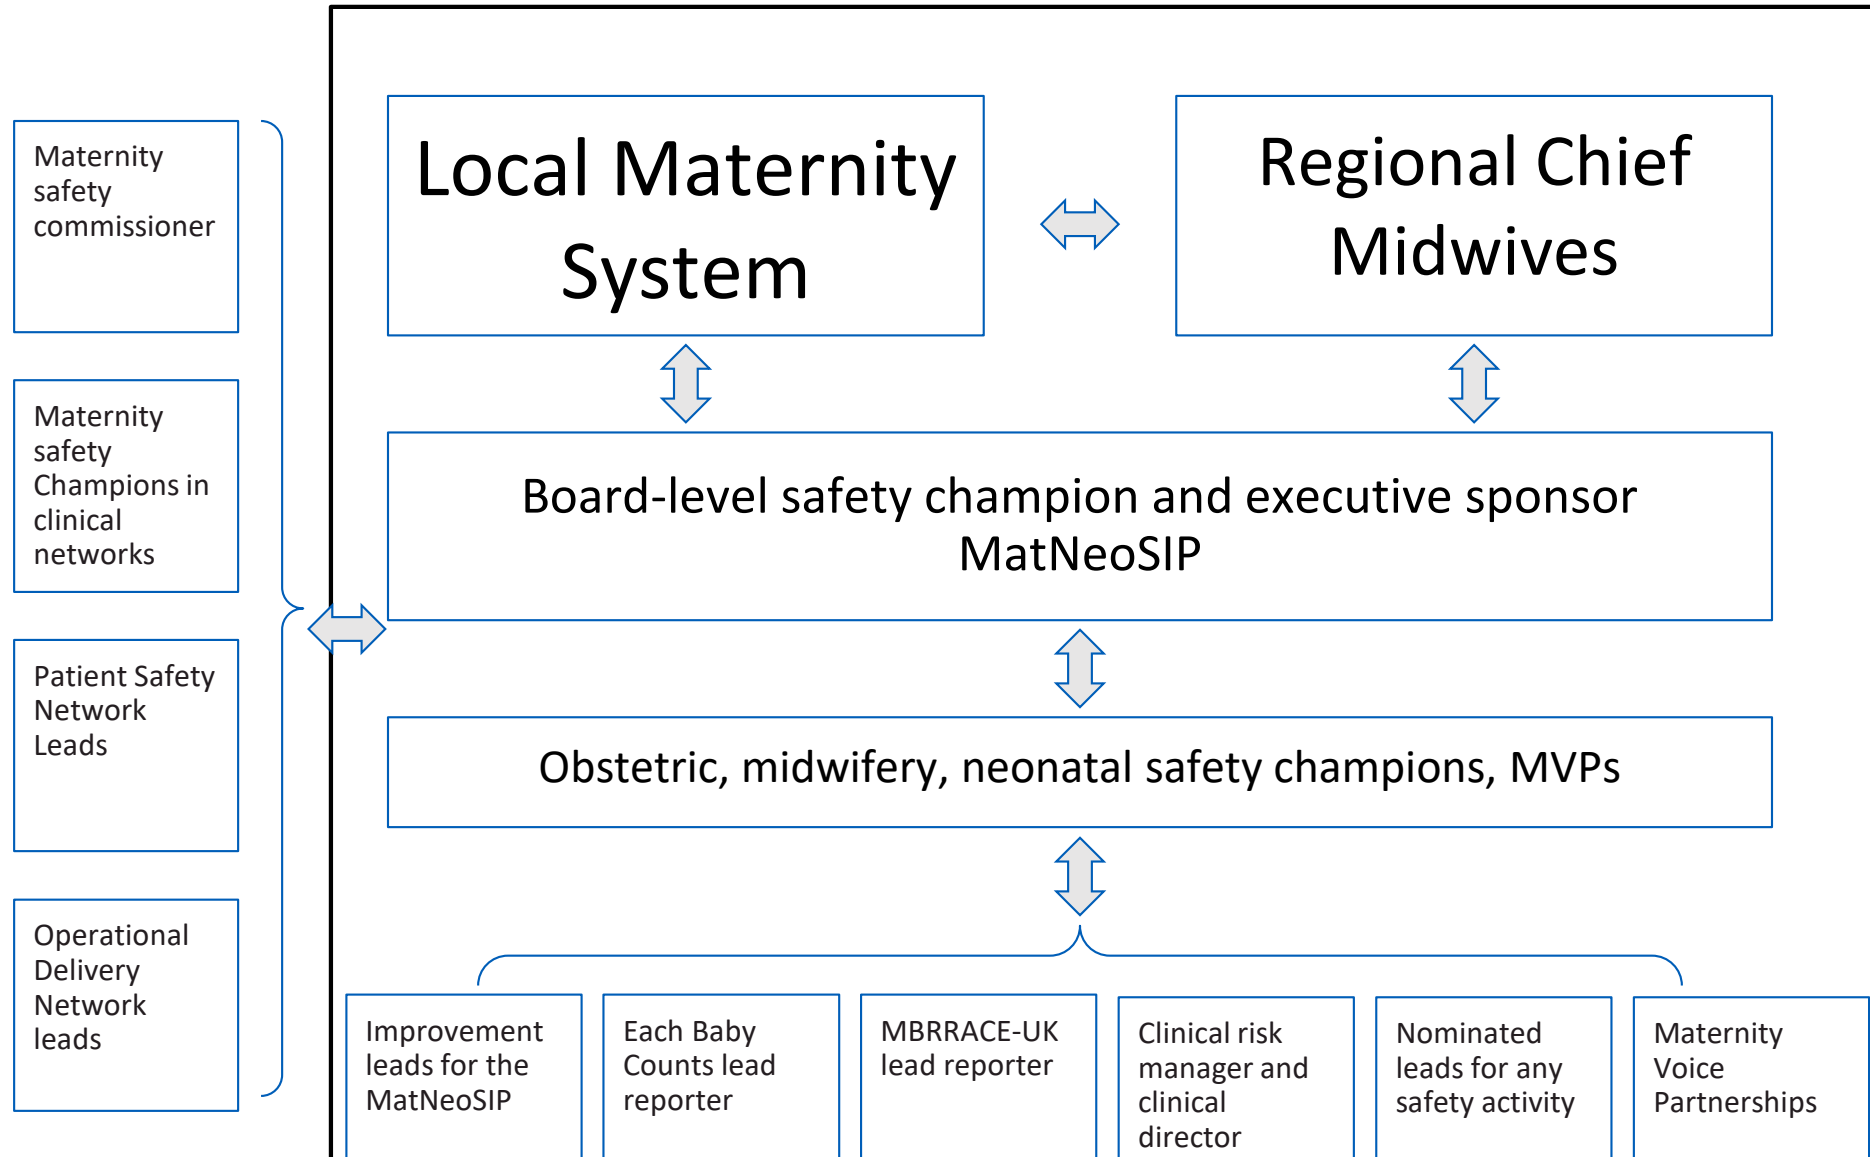 Maternity
safety
commissioner
Maternity
safety
Champions in
clinical
networks
Patient Safety
Network
Leads
Operational
Delivery
Network
leads
Local Maternity
System
Regional Chief
Midwives
Board-level safety champion and executive sponsor
MatNeoSIP
Obstetric, midwifery, neonatal safety champions, MVPs
Improvement
leads for the
MatNeoSIP
Each Baby
Counts lead
reporter
MBRRACE-UK
lead reporter
Clinical risk
manager and
clinical
director
Nominated
leads for any
safety activity
Maternity
Voice
Partnerships